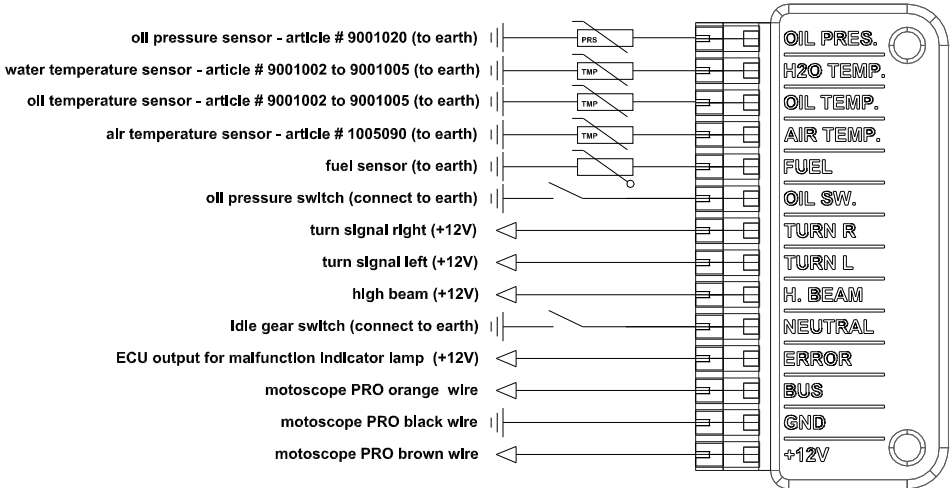 oil pressure sensor - article # 9001020 (to earth) PRS OIL PRES.
water temperature sensor - article # 9001002 to 9001005 (to earth) TMP H2O TEMP.
oil temperature sensor - article # 9001002 to 9001005 (to earth) TMP OIL TEMP.
air temperature sensor - article # 1005090 (to earth) TMP AIR TEMP.
fuel sensor (to earth) FUEL
oil pressure switch (connect to earth) OIL SW.
turn signal right (+12V) TURN R
turn signal left (+12V) TURN L
high beam (+12V) H. BEAM
Idle gear switch (connect to earth) NEUTRAL
ECU output for malfunction Indicator lamp (+12V) ERROR
motoscope PRO orange wire BUS
motoscope PRO black wire GND
motoscope PRO brown wire +12V